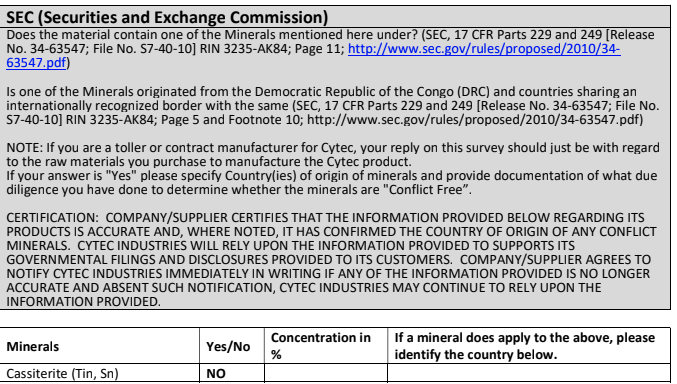 SEC (Securities and Exchange Commission)
Does the material contain one of the Minerals mentioned here under? (SEC, 17 CFR Parts 229 and 249 [Release
No. 34-63547; File No. S7-40-10] RIN 3235-AK84; Page 11; http://www.sec.gov/rules/proposed/2010/34-
63547.pdf)
Is one of the Minerals originated from the Democratic Republic of the Congo (DRC) and countries sharing an
internationally recognized border with the same (SEC, 17 CFR Parts 229 and 249 [Release No. 34-63547; File No.
S7-40-10] RIN 3235-AK84; Page 5 and Footnote 10; http://www.sec.gov/rules/proposed/2010/34-63547.pdf)
NOTE: If you are a toller or contract manufacturer for Cytec, your reply on this survey should just be with regard
to the raw materials you purchase to manufacture the Cytec product.
If your answer is "Yes" please specify Country(ies) of origin of minerals and provide documentation of what due
diligence you have done to determine whether the minerals are "Conflict Free”.
CERTIFICATION: COMPANY/SUPPLIER CERTIFIES THAT THE INFORMATION PROVIDED BELOW REGARDING ITS
PRODUCTS IS ACCURATE AND, WHERE NOTED, IT HAS CONFIRMED THE COUNTRY OF ORIGIN OF ANY CONFLICT
MINERALS. CYTEC INDUSTRIES WILL RELY UPON THE INFORMATION PROVIDED TO SUPPORTS ITS
GOVERNMENTAL FILINGS AND DISCLOSURES PROVIDED TO ITS CUSTOMERS. COMPANY/SUPPLIER AGREES TO
NOTIFY CYTEC INDUSTRIES IMMEDIATELY IN WRITING IF ANY OF THE INFORMATION PROVIDED IS NO LONGER
ACCURATE AND ABSENT SUCH NOTIFICATION, CYTEC INDUSTRIES MAY CONTINUE TO RELY UPON THE
INFORMATION PROVIDED.
Minerals Yes/No Concentration in % If a mineral does apply to the above, please identify the country below.
Cassiterite (Tin, Sn) NO